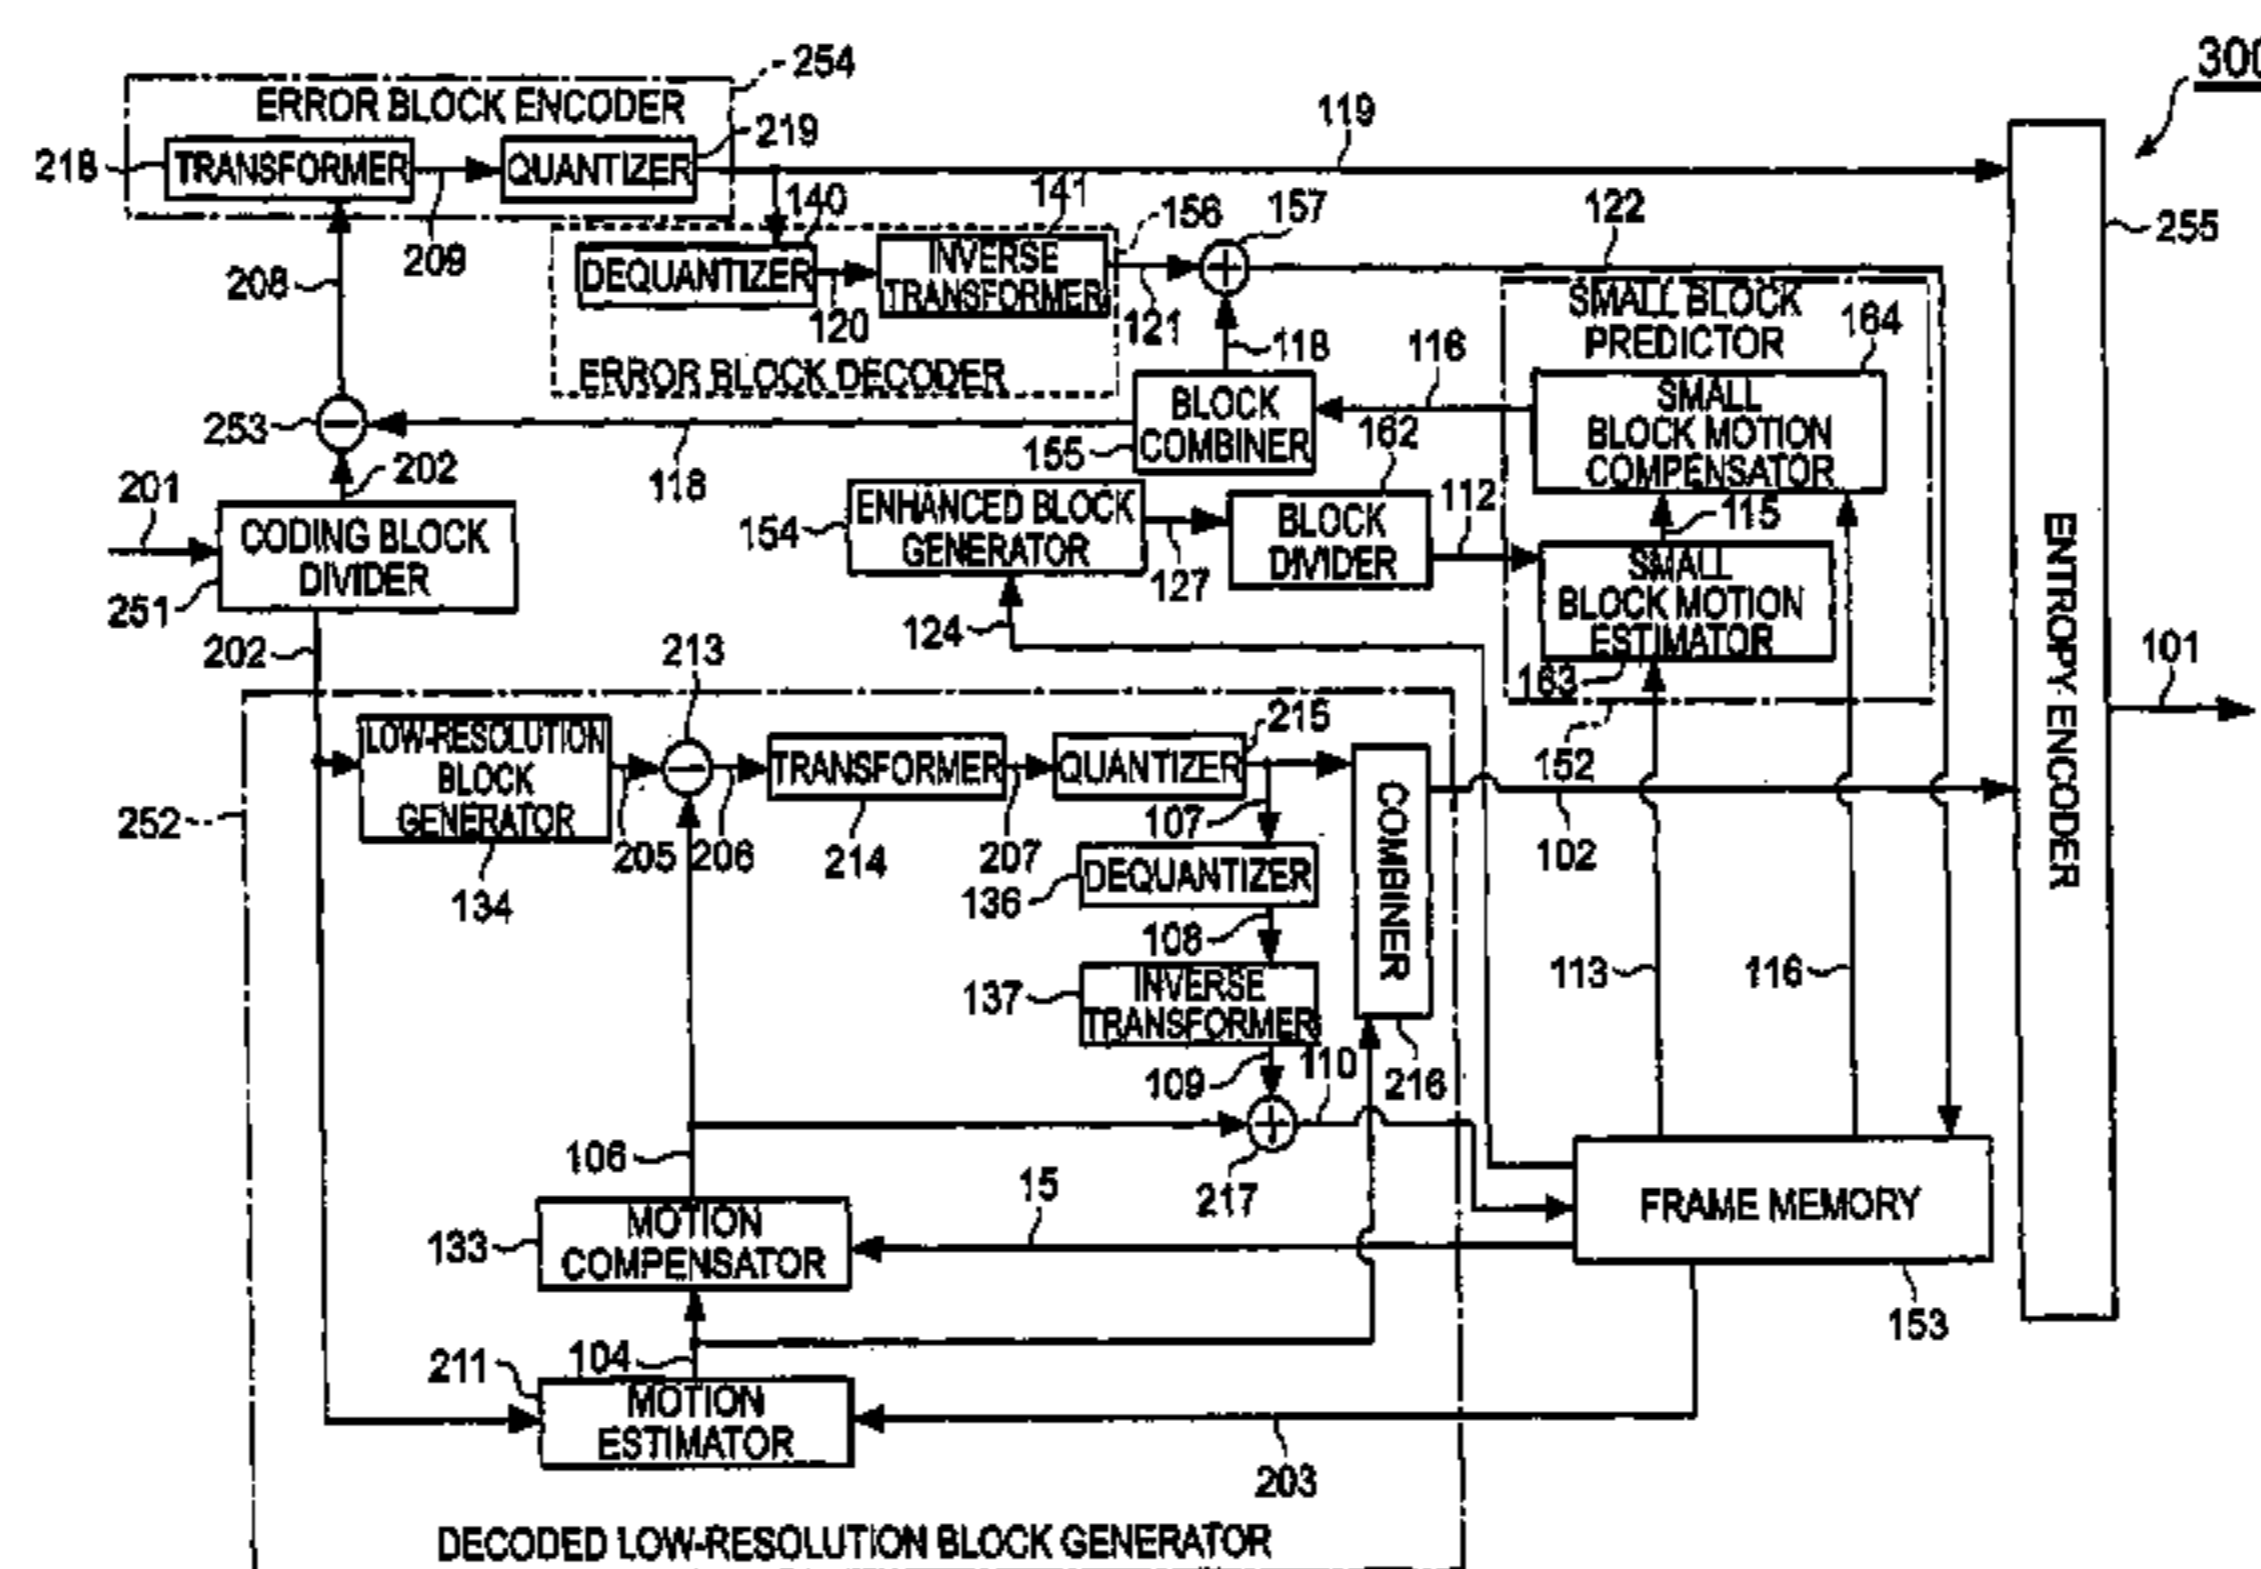 300
254
ERROR BLOCK ENCODER
119
219
218
TRANSFORMER
QUANTIZER
140
141
156
157
122
255
209
208
DEQUANTIZER
INVERSE
TRANSFORMER
120
121
ERROR BLOCK DECODER
SMALL BLOCK
PREDICTOR
164
118
116
253
BLOCK
COMBINER
155
162
SMALL
BLOCK MOTION
COMPENSATOR
202
118
201
CODING BLOCK
DIVIDER
251
154
ENHANCED BLOCK
GENERATOR
127
BLOCK
DIVIDER
112
115
SMALL
BLOCK MOTION
ESTIMATOR
163
124
202
213
ENTROPY ENCODER
101
152
215
LOW-RESOLUTION
BLOCK
GENERATOR
134
252
205
206
TRANSFORMER
214
207
QUANTIZER
107
COMBINER
102
136
DEQUANTIZER
108
137
INVERSE
TRANSFORMER
109
110
216
113
116
106
217
15
133
MOTION
COMPENSATOR
FRAME MEMORY
153
104
211
MOTION
ESTIMATOR
203
DECODED LOW-RESOLUTION BLOCK GENERATOR